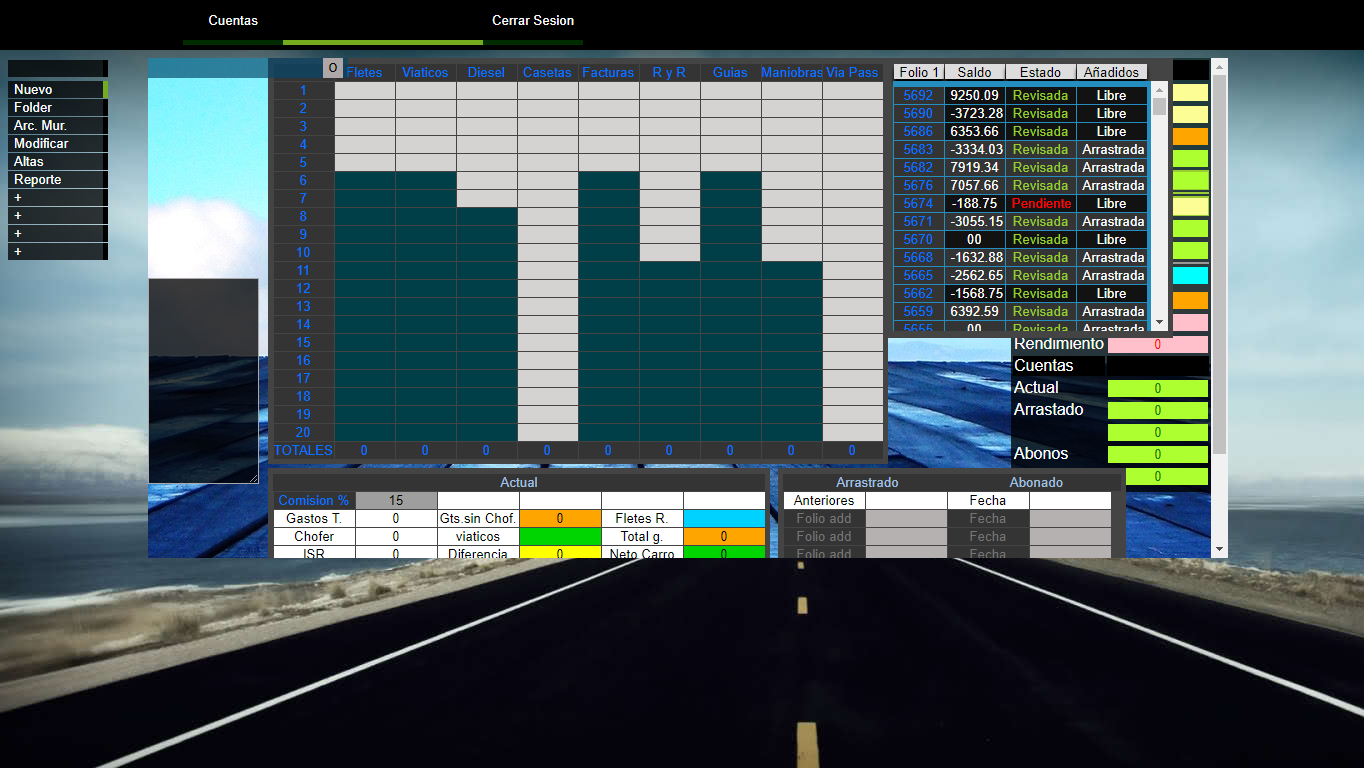 Cuentas Cerrar Sesion
Nuevo
Folder
Arc. Mur.
Modificar
Altas
Reporte
+
+
+
+
O Fletes Viaticos Diesel Casetas Facturas R y R Guias Maniobras Via Pass
1
2
3
4
5
6
7
8
9
10
11
12
13
14
15
16
17
18
19
20
TOTALES 0 0 0 0 0 0 0 0 0
Folio 1 Saldo Estado Añadidos
5692 9250.09 Revisada Libre
5690 -3723.28 Revisada Libre
5686 6353.66 Revisada Libre
5683 -3334.03 Revisada Arrastrada
5682 7919.34 Revisada Arrastrada
5676 7057.66 Revisada Arrastrada
5674 -188.75 Pendiente Libre
5671 -3055.15 Revisada Arrastrada
5670 00 Revisada Libre
5668 -1632.88 Revisada Arrastrada
5665 -2562.65 Revisada Arrastrada
5662 -1568.75 Revisada Libre
5659 6392.59 Revisada Arrastrada
5655 00 Revisada Arrastrada
Rendimiento 0
Cuentas
Actual 0
Arrastado 0
0
Abonos 0
0
Actual
Comision % 15
Gastos T. 0 Gts.sin Chof. 0 Fletes R.
Chofer 0 viaticos Total g. 0
ISR 0 Diferencia 0 Neto Carro 0
Arrastrado Abonado
Anteriores Fecha
Folio add Fecha
Folio add Fecha
Folio add Fecha